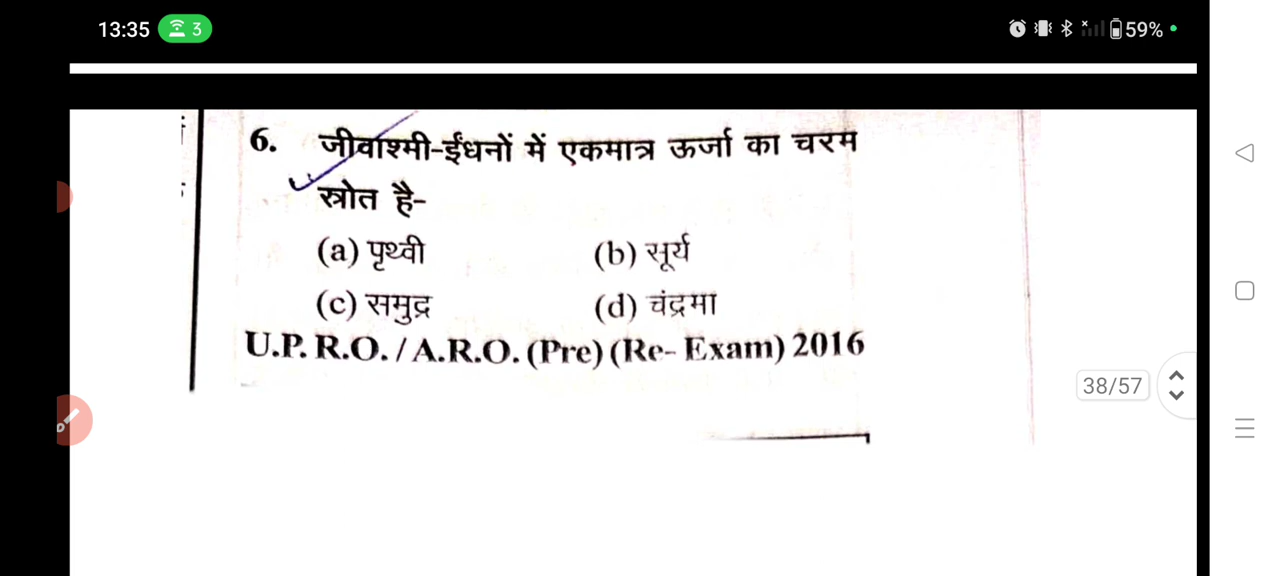 13:35 3 59%
6. जीवाश्मी-ईंधनों में एकमात्र ऊर्जा का चरम
स्रोत है-
(a) पृथ्वी (b) सूर्य
(c) समुद्र (d) चंद्रमा
U.P. R.O. / A.R.O. (Pre) (Re- Exam) 2016
38/57